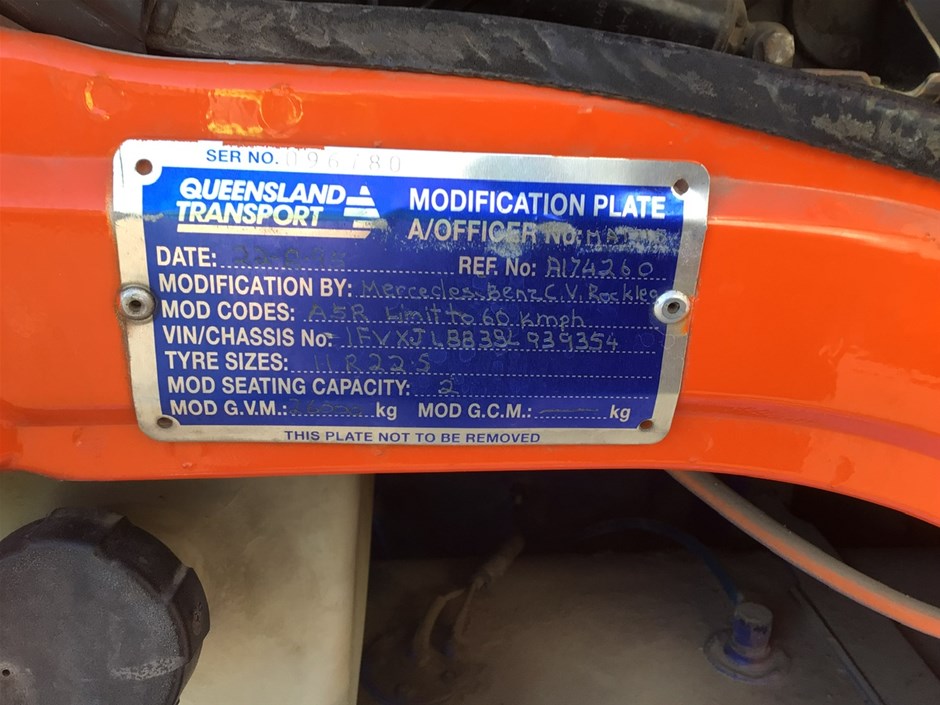 SER NO. 096780
QUEENSLAND TRANSPORT
MODIFICATION PLATE
A/OFFICER No:
DATE:
REF. No: A174260
MODIFICATION BY: Mercedes-Benz C.V. Rocklea
MOD CODES: A5R Limit to 60 kmph
VIN/CHASSIS No: 1FVXJLBB3SL939354
TYRE SIZES: 11R22.5
MOD SEATING CAPACITY: 2
MOD G.V.M.: kg MOD G.C.M.: kg
THIS PLATE NOT TO BE REMOVED